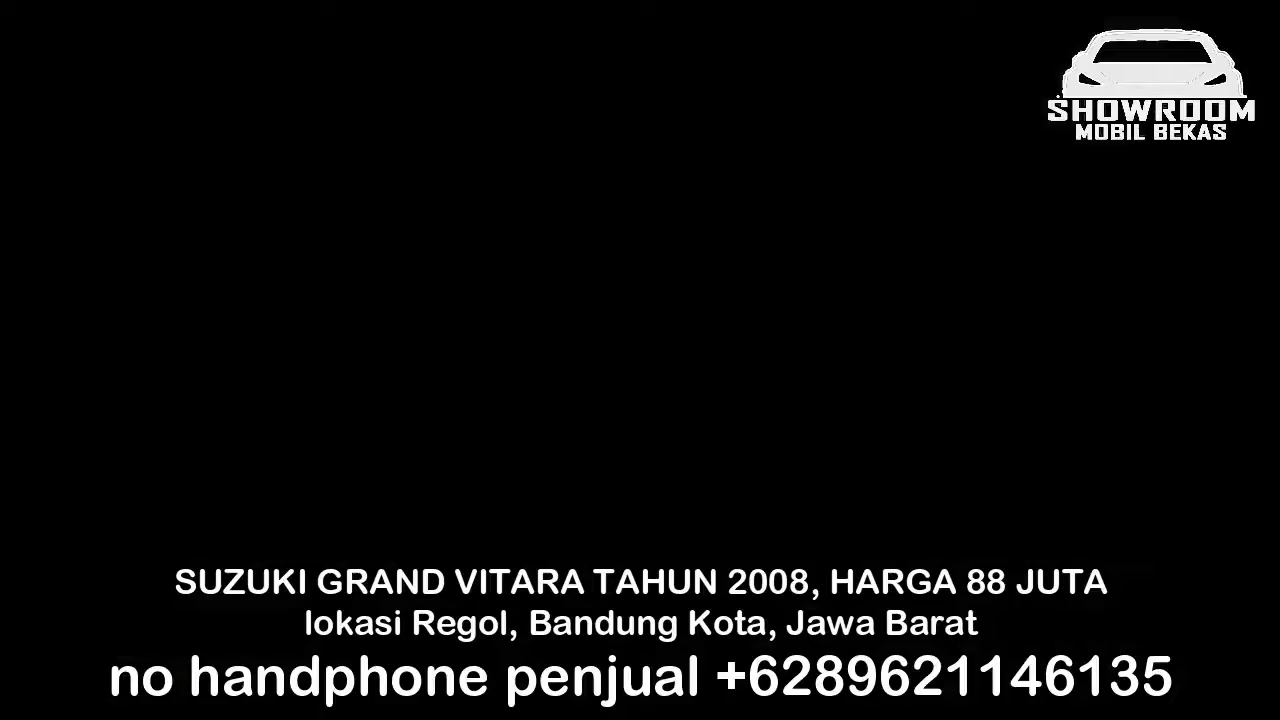 SHOWROOM
MOBIL BEKAS
SUZUKI GRAND VITARA TAHUN 2008, HARGA 88 JUTA
lokasi Regol, Bandung Kota, Jawa Barat
no handphone penjual +6289621146135